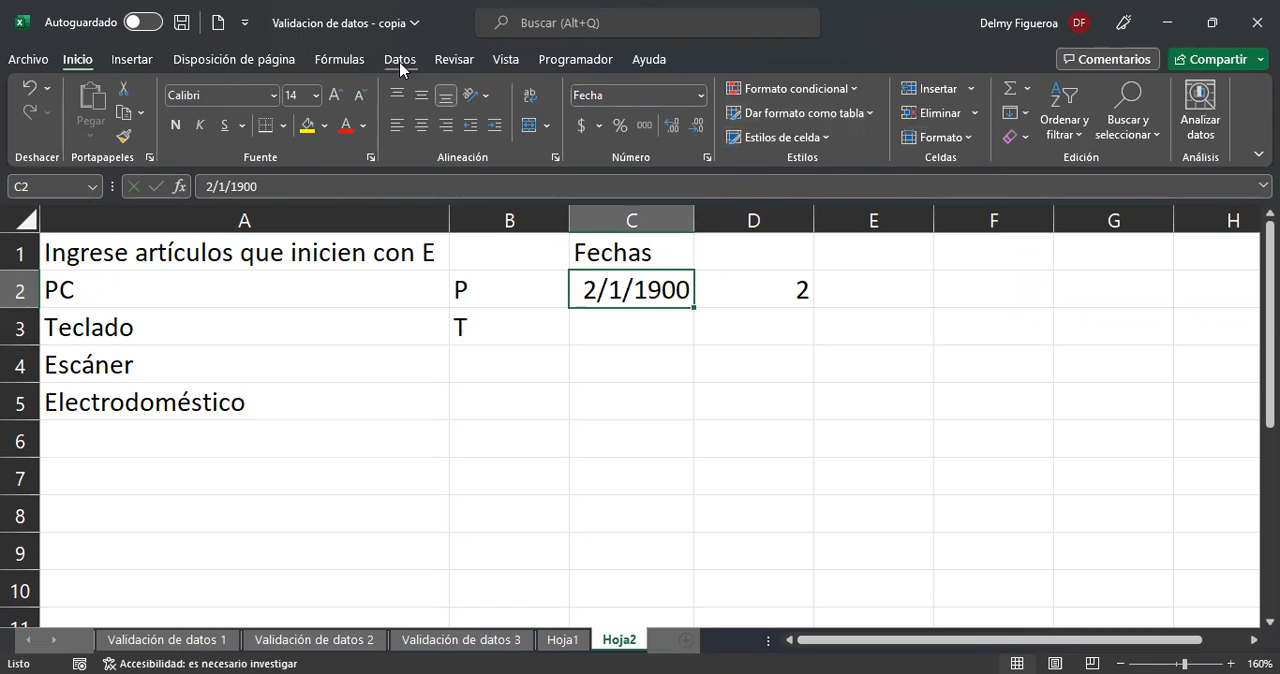 Autoguardado
Validacion de datos - copia
Buscar (Alt+Q)
Delmy Figueroa
DF
Archivo Inicio Insertar Disposición de página Fórmulas Datos Revisar Vista Programador Ayuda
Comentarios
Compartir
Pegar
Calibri
14
N K S
Fecha
$ % 000
Formato condicional
Dar formato como tabla
Estilos de celda
Insertar
Eliminar
Formato
Ordenar y filtrar
Buscar y seleccionar
Analizar datos
Deshacer Portapapeles Fuente Alineación Número Estilos Celdas Edición Análisis
C2
fx
2/1/1900
A B C D E F G H
1 Ingrese artículos que inicien con E Fechas
2 PC P 2/1/1900 2
3 Teclado T
4 Escáner
5 Electrodoméstico
6
7
8
9
10
11
Validación de datos 1 Validación de datos 2 Validación de datos 3 Hoja1 Hoja2
Listo
Accesibilidad: es necesario investigar
160%